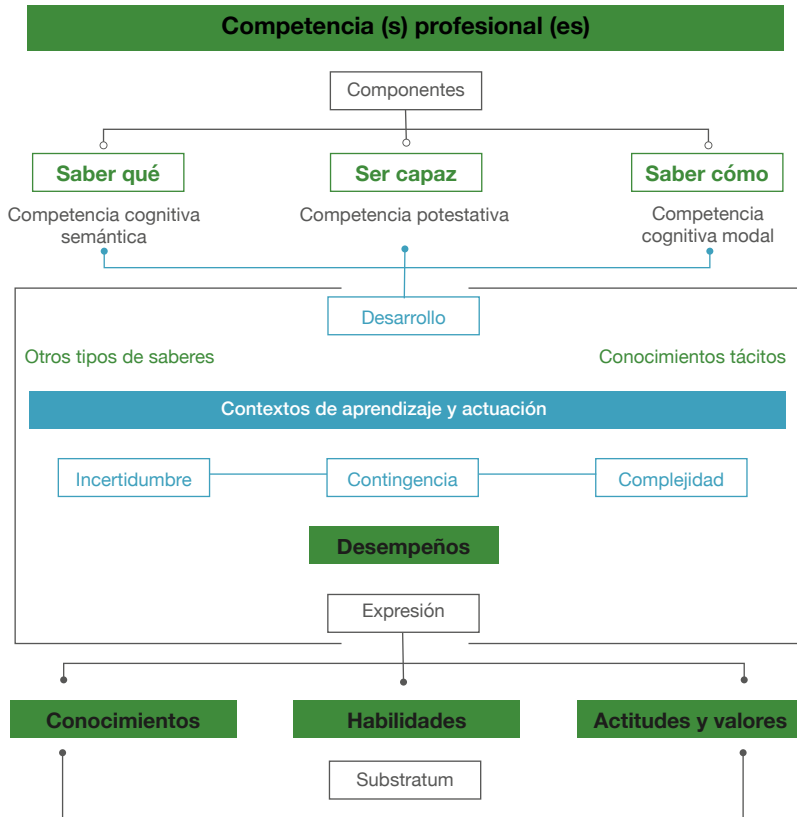 Competencia (s) profesional (es)
Componentes
Saber qué
Ser capaz
Saber cómo
Competencia cognitiva
semántica
Competencia potestativa
Competencia
cognitiva modal
Desarrollo
Otros tipos de saberes
Conocimientos tácitos
Contextos de aprendizaje y actuación
Incertidumbre
Contingencia
Complejidad
Desempeños
Expresión
Conocimientos
Habilidades
Actitudes y valores
Substratum